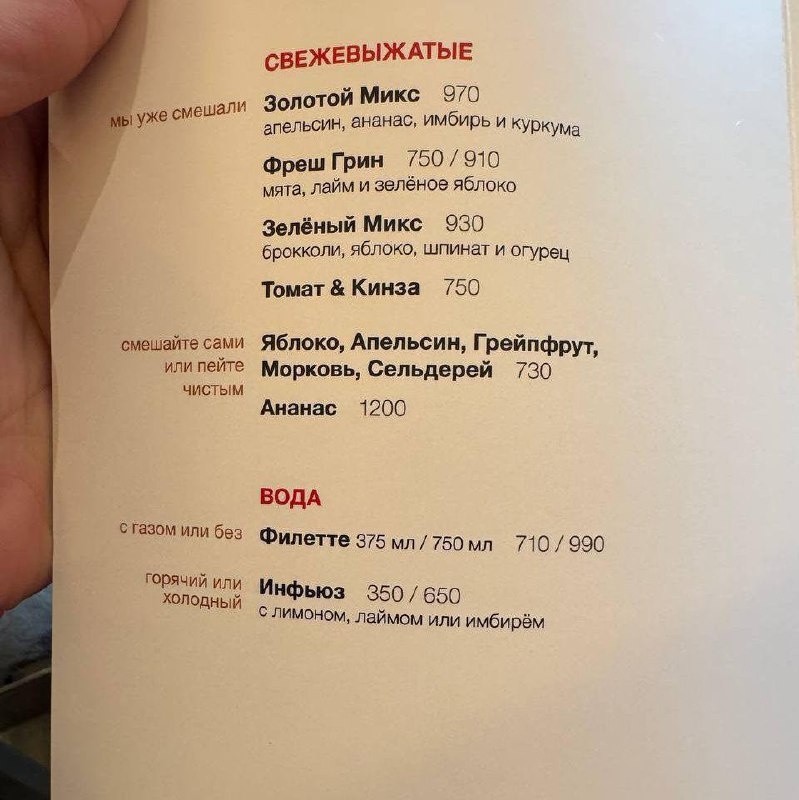 СВЕЖЕВЫЖАТЫЕ
мы уже смешали
Золотой Микс 970
апельсин, ананас, имбирь и куркума
Фреш Грин 750 / 910
мята, лайм и зелёное яблоко
Зелёный Микс 930
брокколи, яблоко, шпинат и огурец
Томат & Кинза 750
смешайте сами
или пейте
чистым
Яблоко, Апельсин, Грейпфрут,
Морковь, Сельдерей 730
Ананас 1200
ВОДА
с газом или без
Филетте 375 мл / 750 мл 710 / 990
горячий или
холодный
Инфьюз 350 / 650
с лимоном, лаймом или имбирём